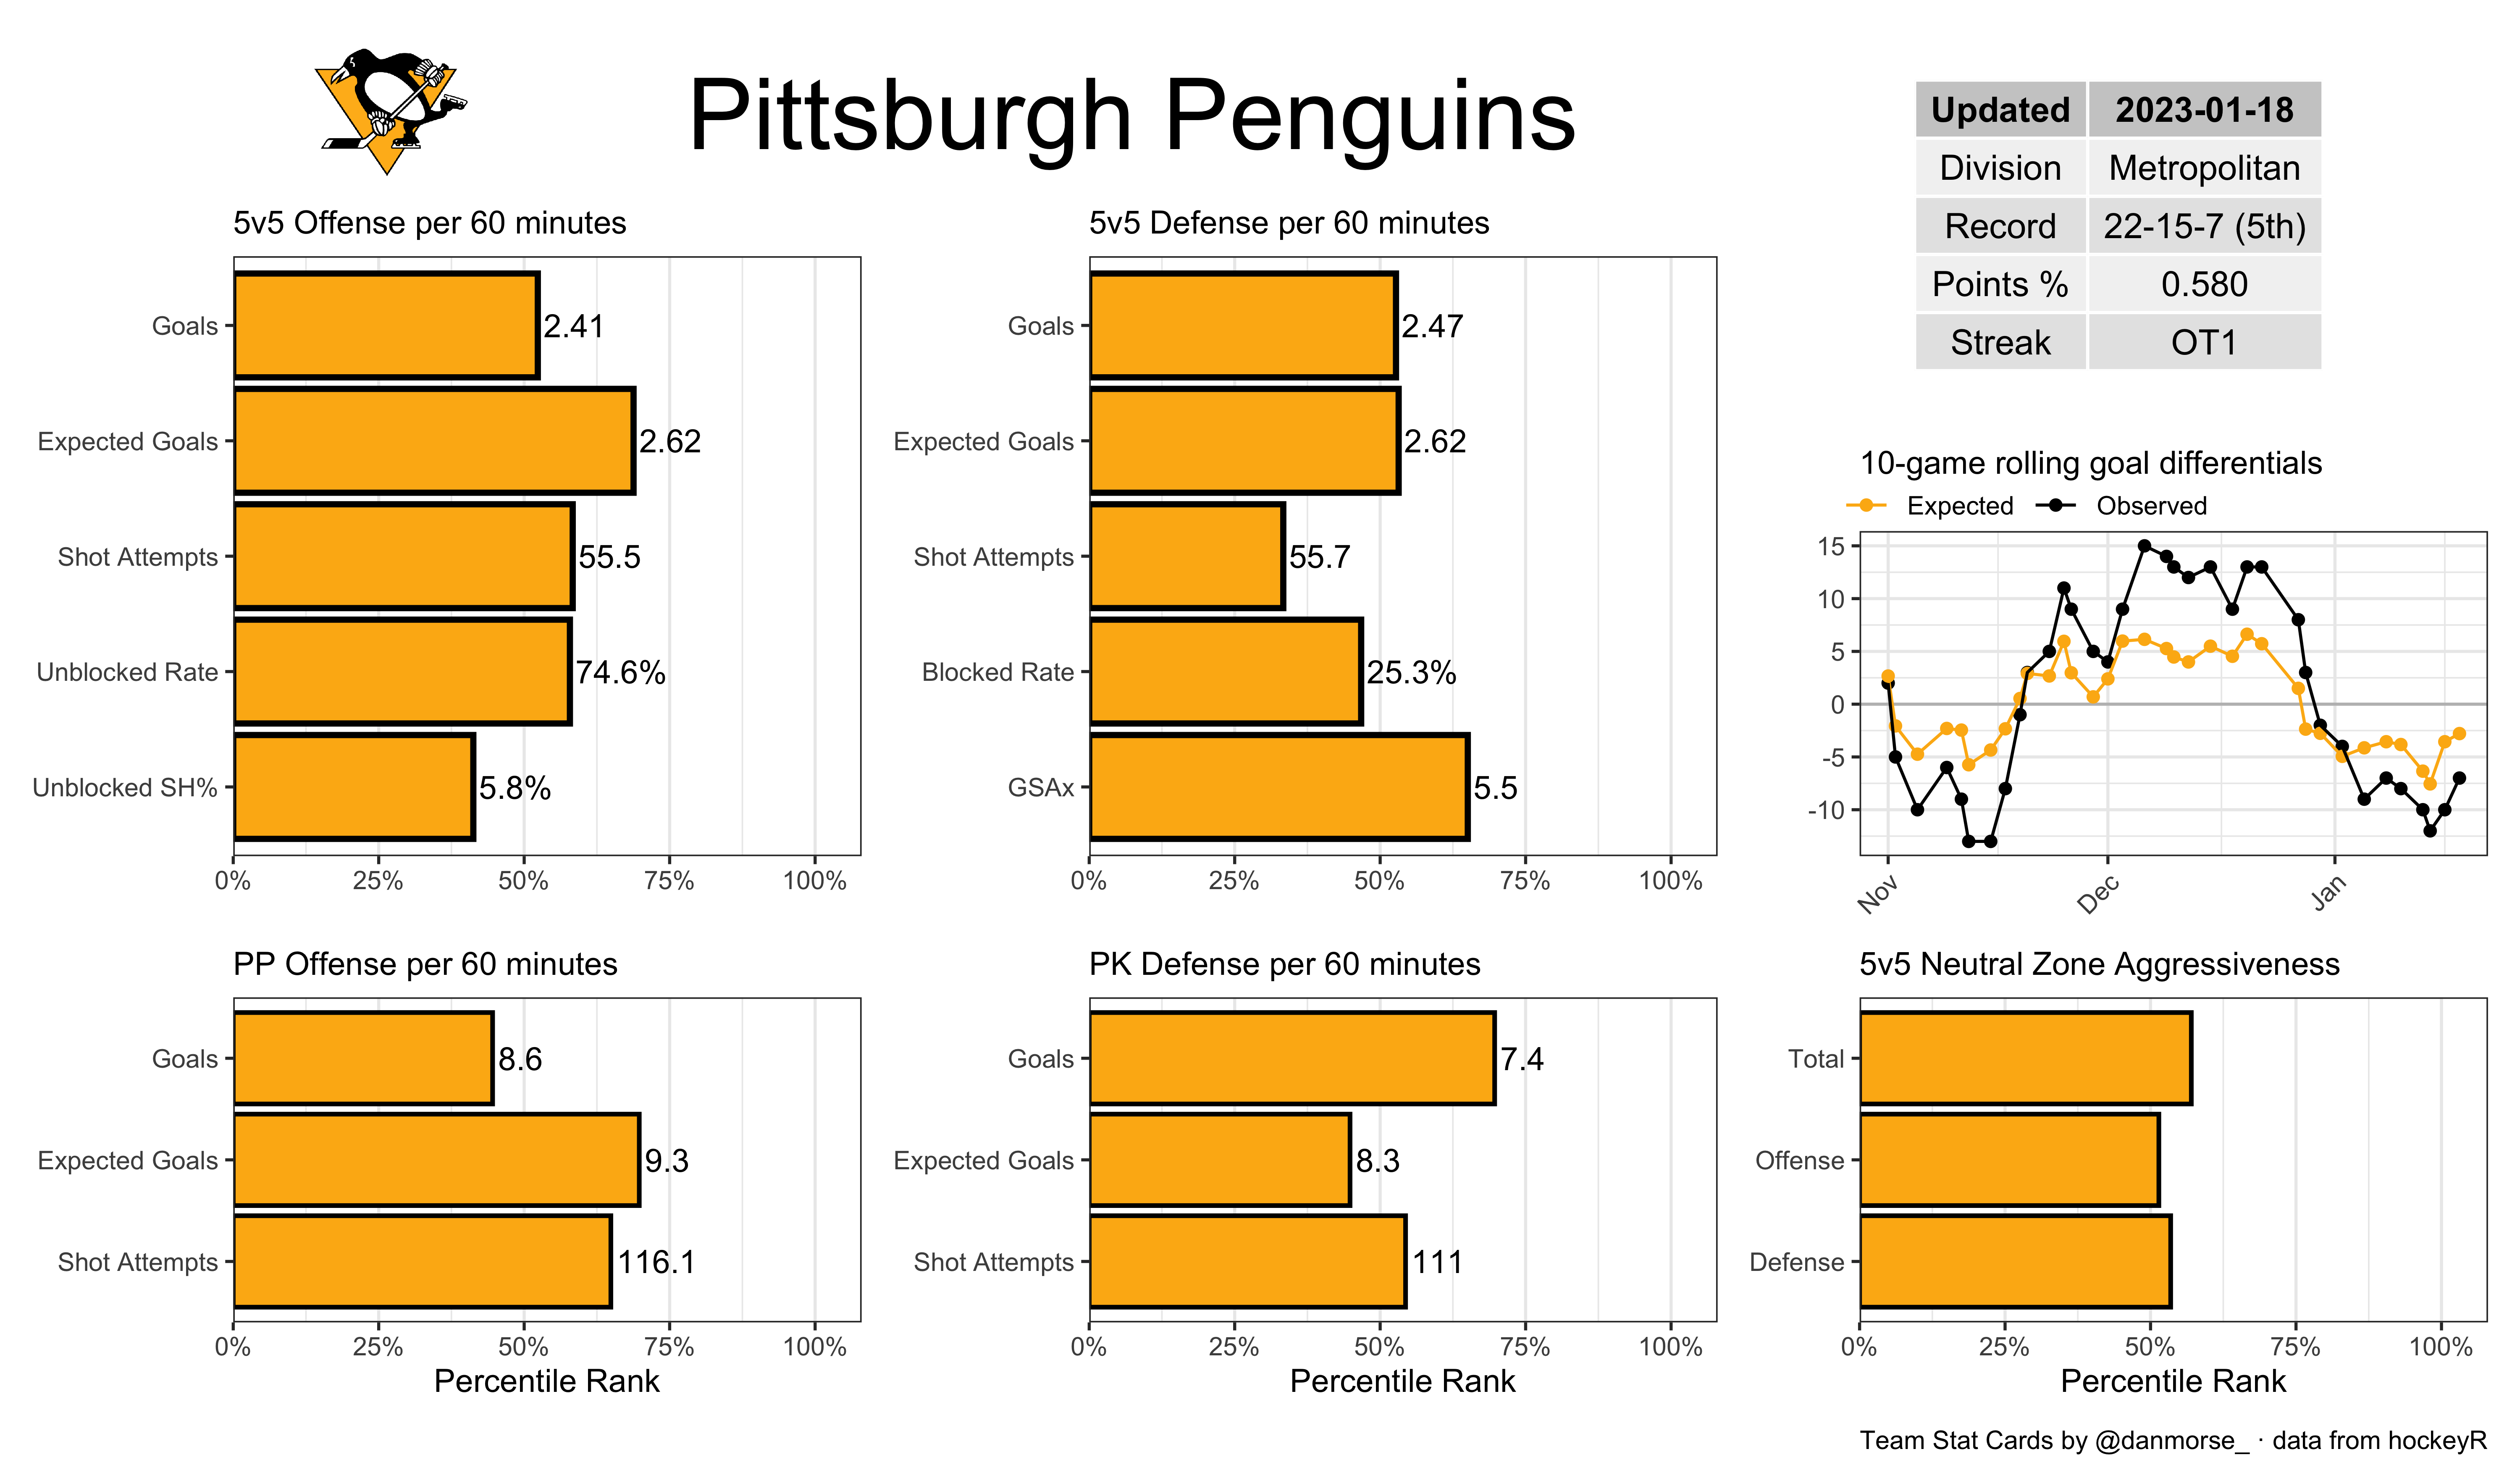 Pittsburgh Penguins
Updated 2023-01-18
Division Metropolitan
Record 22-15-7 (5th)
Points % 0.580
Streak OT1
5v5 Offense per 60 minutes
Goals 2.41
Expected Goals 2.62
Shot Attempts 55.5
Unblocked Rate 74.6%
Unblocked SH% 5.8%
0% 25% 50% 75% 100%
5v5 Defense per 60 minutes
Goals 2.47
Expected Goals 2.62
Shot Attempts 55.7
Blocked Rate 25.3%
GSAx 5.5
0% 25% 50% 75% 100%
10-game rolling goal differentials
Expected Observed
15
10
5
0
-5
-10
Nov Dec Jan
PP Offense per 60 minutes
Goals 8.6
Expected Goals 9.3
Shot Attempts 116.1
0% 25% 50% 75% 100%
Percentile Rank
PK Defense per 60 minutes
Goals 7.4
Expected Goals 8.3
Shot Attempts 111
0% 25% 50% 75% 100%
Percentile Rank
5v5 Neutral Zone Aggressiveness
Total
Offense
Defense
0% 25% 50% 75% 100%
Percentile Rank
Team Stat Cards by @danmorse_ · data from hockeyR